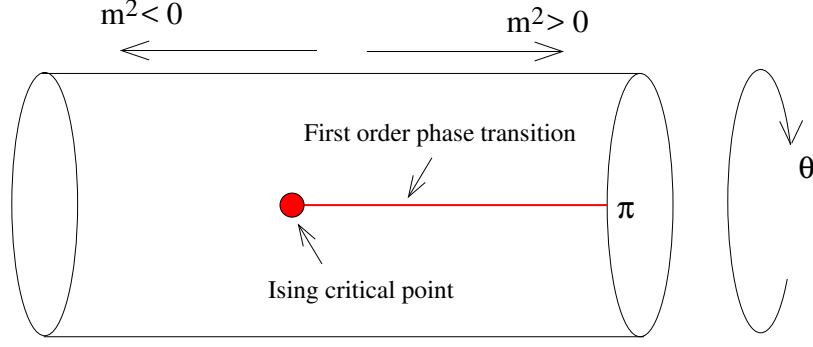 m² < 0
m² > 0
First order phase transition
θ
π
Ising critical point